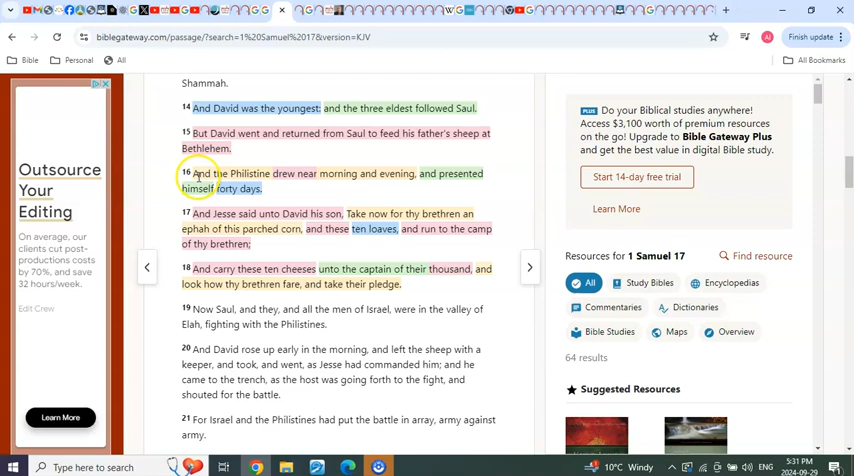 Finish update
biblegateway.com/passage/?search=1%20Samuel%2017&version=KJV
AI
Bible
Personal
All
All Bookmarks
Shammah.
14 And David was the youngest: and the three eldest followed Saul.
15 But David went and returned from Saul to feed his father's sheep at
Bethlehem.
16 And the Philistine drew near morning and evening, and presented
himself forty days.
17 And Jesse said unto David his son, Take now for thy brethren an
ephah of this parched corn, and these ten loaves, and run to the camp
of thy brethren;
18 And carry these ten cheeses unto the captain of their thousand, and
look how thy brethren fare, and take their pledge.
19 Now Saul, and they, and all the men of Israel, were in the valley of
Elah, fighting with the Philistines.
20 And David rose up early in the morning, and left the sheep with a
keeper, and took, and went, as Jesse had commanded him; and he
came to the trench, as the host was going forth to the fight, and
shouted for the battle.
21 For Israel and the Philistines had put the battle in array, army against
army.
Outsource
Your
Editing
On average, our
clients cut post-
productions costs
by 70%, and save
32 hours/week.
Edit Crew
Learn More
PLUS Do your Biblical studies anywhere!
Access $3,100 worth of premium resources
on the go! Upgrade to Bible Gateway Plus
and get the best value in digital Bible study.
Start 14-day free trial
Learn More
Resources for 1 Samuel 17
Find resource
All
Study Bibles
Encyclopedias
Commentaries
Dictionaries
Bible Studies
Maps
Overview
64 results
Suggested Resources
Type here to search
10°C Windy
ENG
5:31 PM
2024-09-29